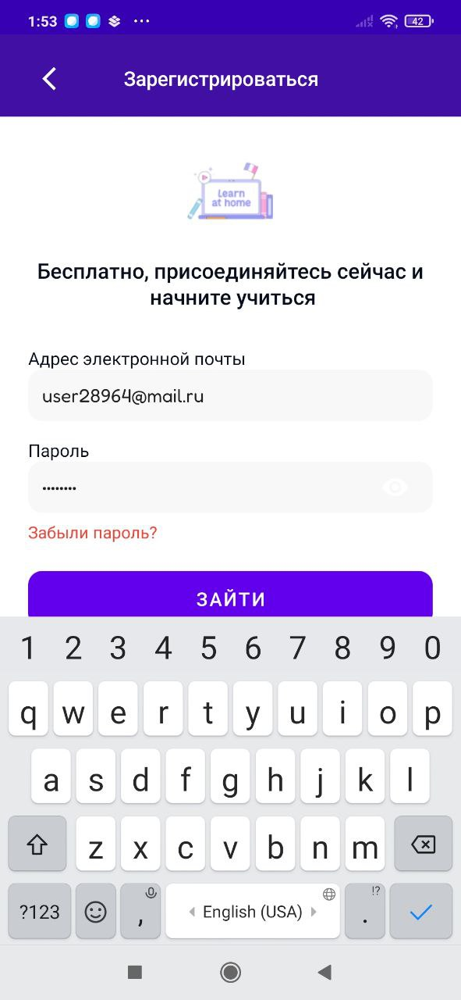 1:53
42
Зарегистрироваться
Learn
at home
Бесплатно, присоединяйтесь сейчас и
начните учиться
Адрес электронной почты
user28964@mail.ru
Пароль
••••••••
Забыли пароль?
ЗАЙТИ
1 2 3 4 5 6 7 8 9 0
q w e r t y u i o p
a s d f g h j k l
z x c v b n m
?123 , English (USA) . !?